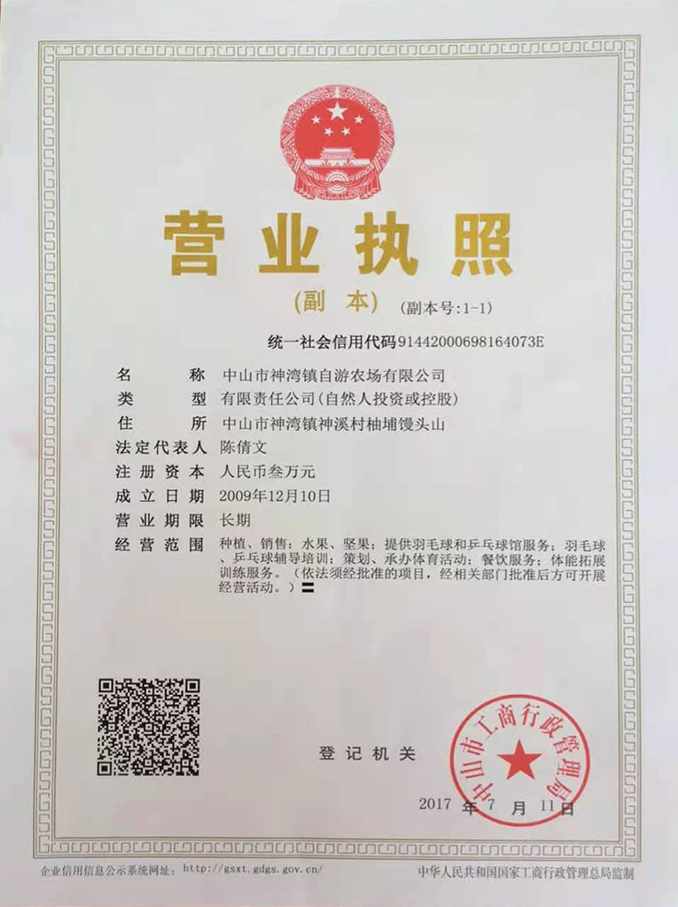 营业执照
(副 本) (副本号:1-1)
统一社会信用代码91442000698164073E
名 称 中山市神湾镇自游农场有限公司
类 型 有限责任公司(自然人投资或控股)
住 所 中山市神湾镇神溪村柚埔馒头山
法定代表人 陈倩文
注册资本 人民币叁万元
成立日期 2009年12月10日
营业期限 长期
经营范围 种植、销售：水果、坚果；提供羽毛球和乒乓球馆服务；羽毛球
、乒乓球辅导培训；策划、承办体育活动；餐饮服务；体能拓展
训练服务。（依法须经批准的项目，经相关部门批准后方可开展
经营活动。）〓
中山市工商行政管理局
登记机关
2017 年 7 月 11 日
企业信用信息公示系统网址：http://gsxt.gdgs.gov.cn/ 中华人民共和国国家工商行政管理总局监制